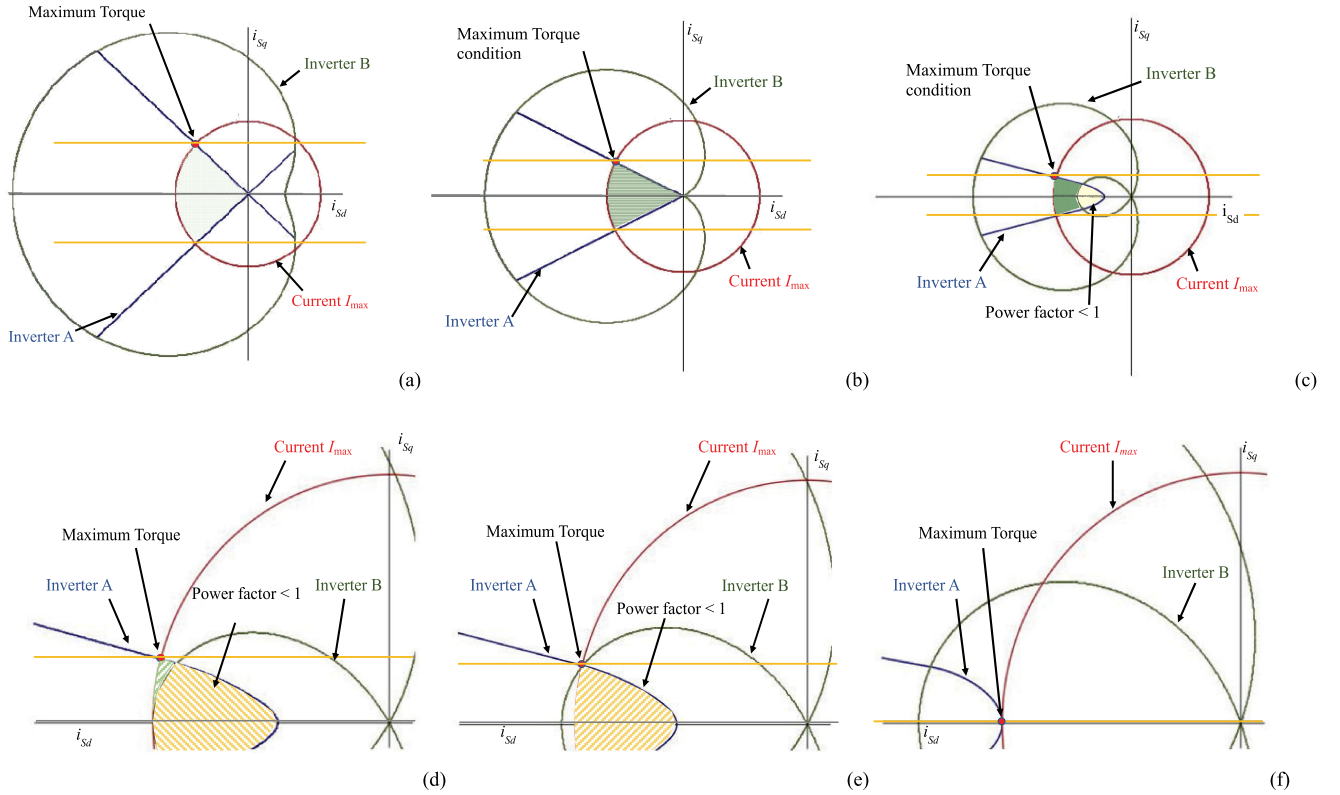 Maximum Torque
i_Sq
Inverter B
i_Sd
Current I_max
Inverter A
(a)
i_Sq
Maximum Torque
condition
Inverter B
i_Sd
Current I_max
Inverter A
(b)
i_Sq
Maximum Torque
condition
Inverter B
i_Sd
Inverter A
Current I_max
Power factor < 1
(c)
Current I_max
i_Sq
Maximum Torque
Inverter A
Power factor < 1
Inverter B
i_Sd
(d)
Current I_max
i_Sq
Maximum Torque
Inverter A
Power factor < 1
Inverter B
i_Sd
(e)
Current I_max
i_Sq
Maximum Torque
Inverter A
Inverter B
i_Sd
(f)